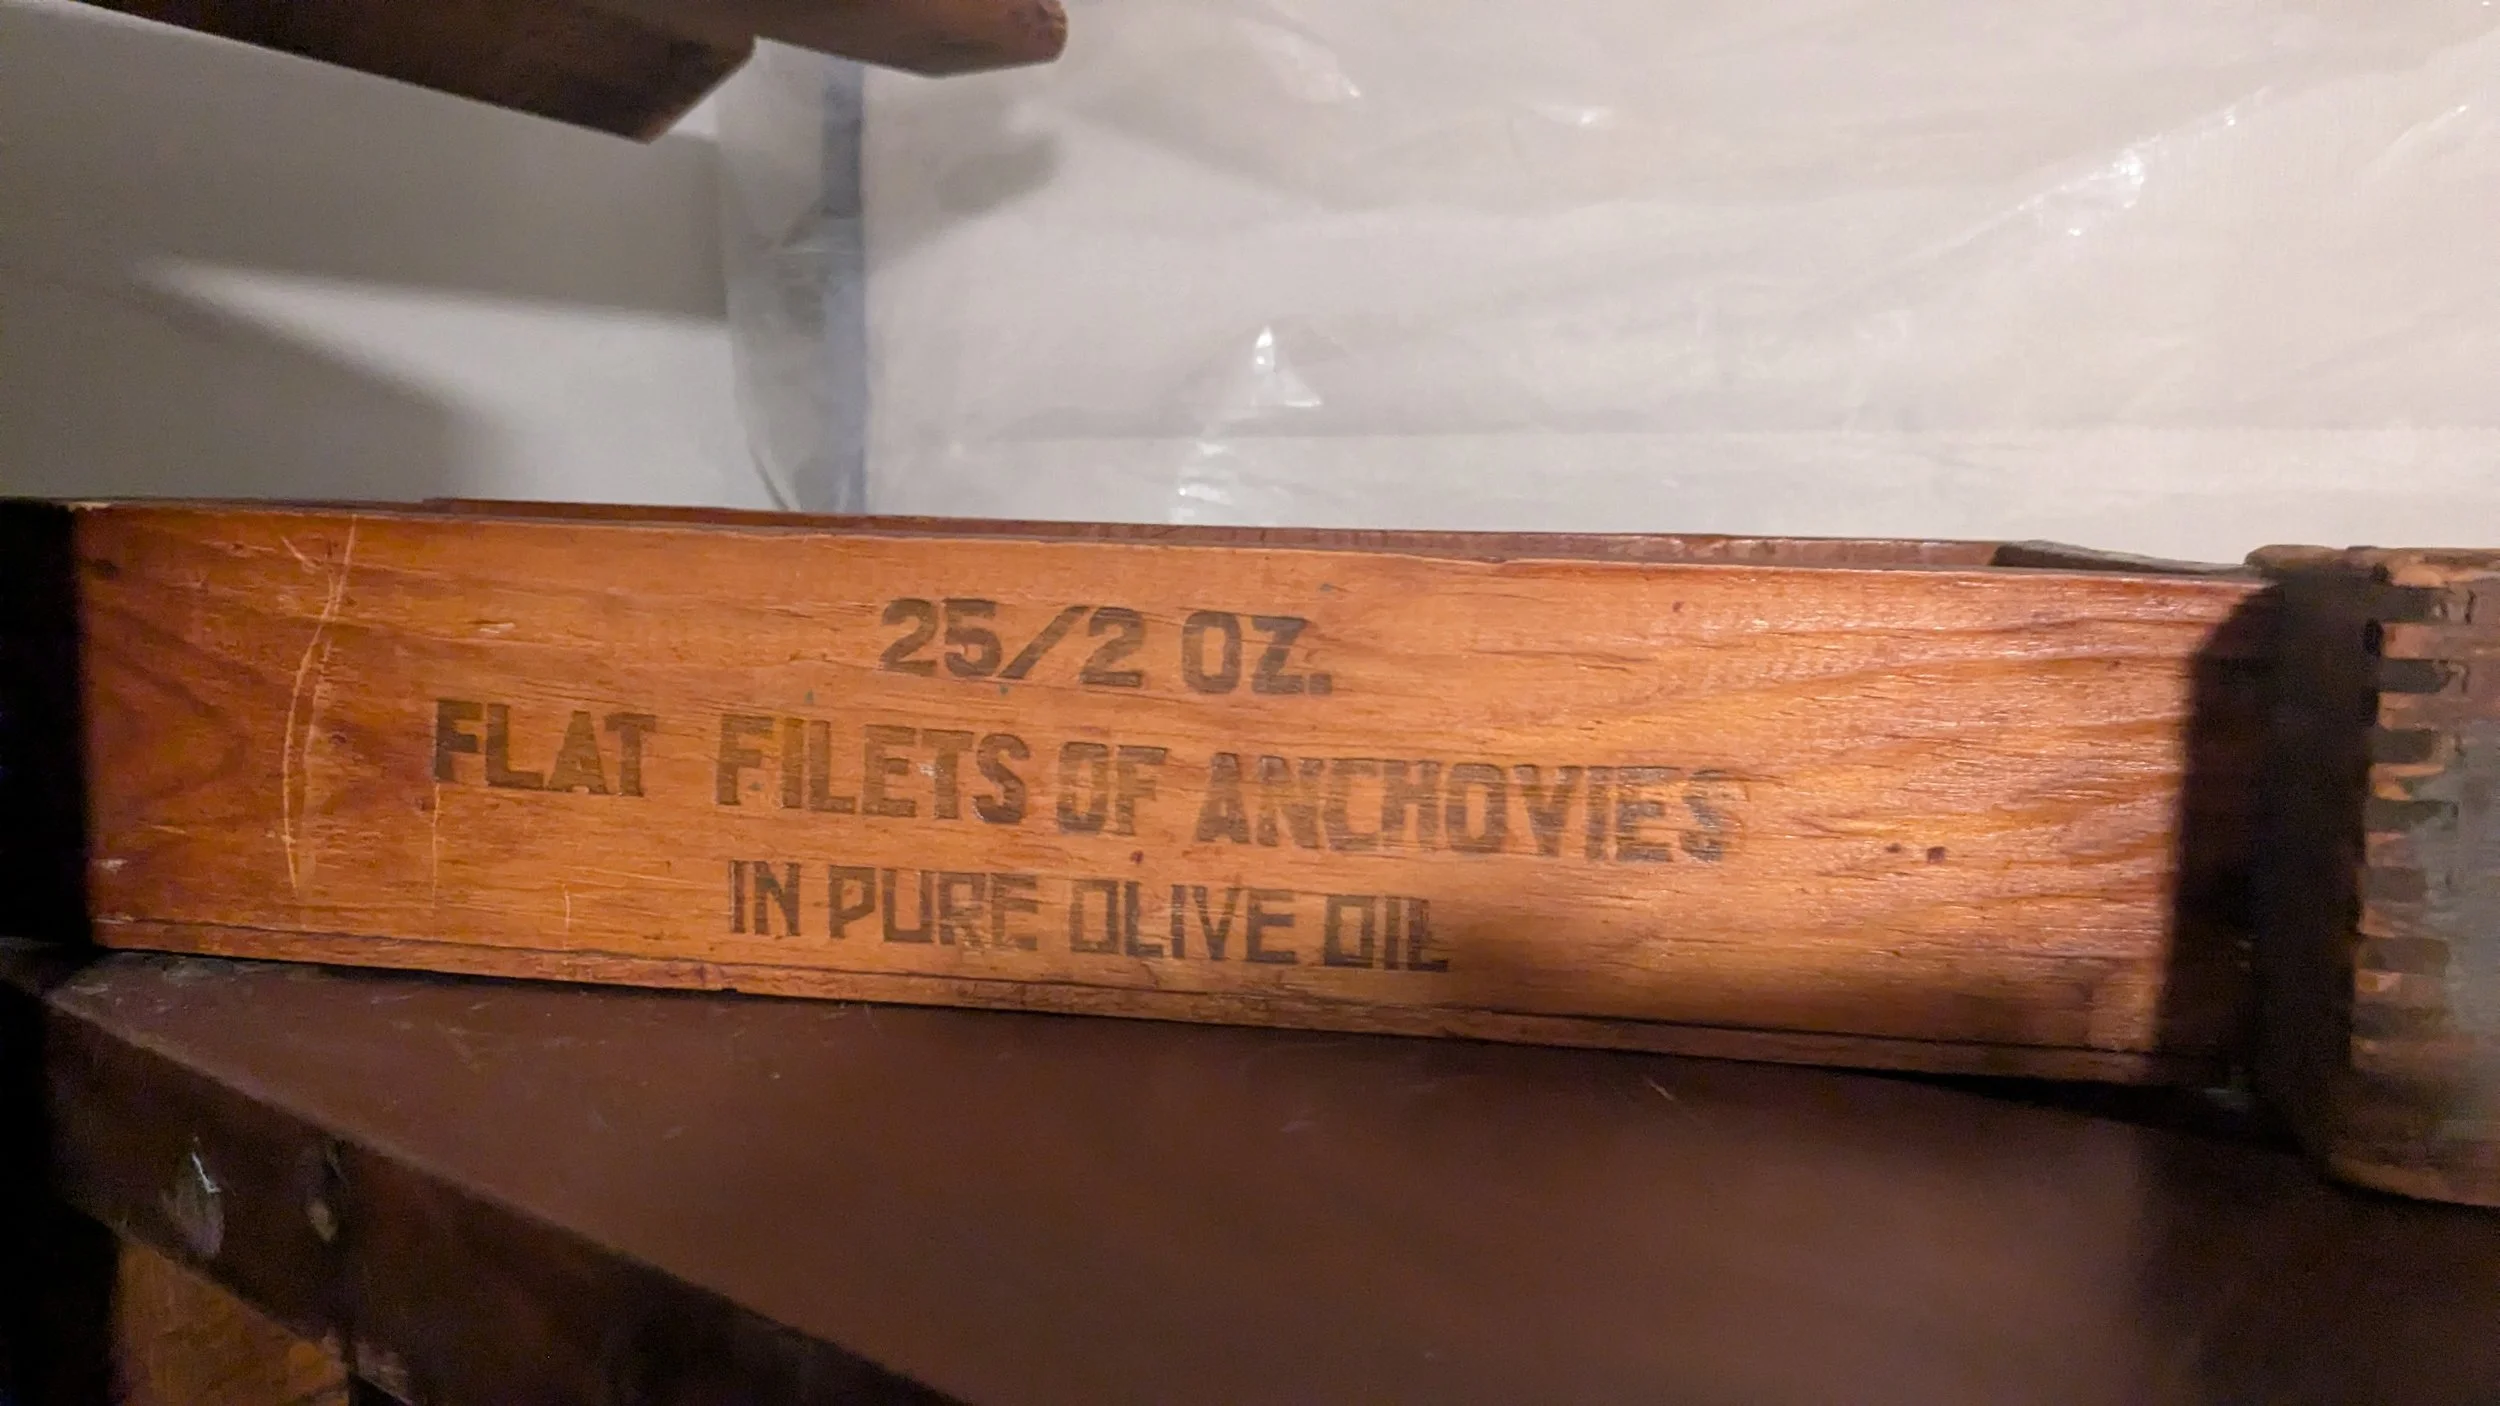 25/2 OZ.
FLAT FILETS OF ANCHOVIES
IN PURE OLIVE OIL